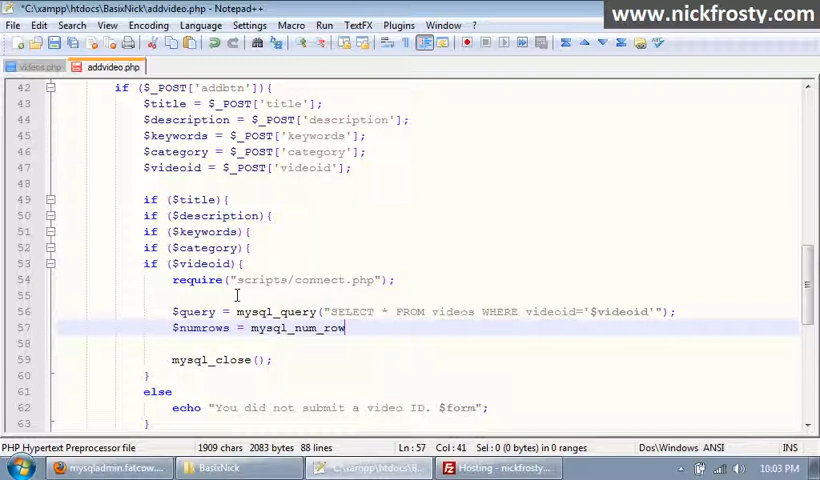 *C:\xampp\htdocs\BasixNick\addvideo.php - Notepad++
www.nickfrosty.com
File Edit Search View Encoding Language Settings Macro Run TextFX Plugins Window ?
videos.php addvideo.php
42 if ($_POST['addbtn']){
43 $title = $_POST['title'];
44 $description = $_POST['description'];
45 $keywords = $_POST['keywords'];
46 $category = $_POST['category'];
47 $videoid = $_POST['videoid'];
48
49 if ($title){
50 if ($description){
51 if ($keywords){
52 if ($category){
53 if ($videoid){
54 require("scripts/connect.php");
55
56 $query = mysql_query("SELECT * FROM videos WHERE videoid='$videoid'");
57 $numrows = mysql_num_row
58
59 mysql_close();
60 }
61 else
62 echo "You did not submit a video ID. $form";
63 }
PHP Hypertext Preprocessor file 1909 chars 2083 bytes 88 lines Ln : 57 Col : 41 Sel : 0 (0 bytes) in 0 ranges Dos\Windows ANSI INS
mysqladmin.fatcow.... BasixNick *C:\xampp\htdocs\B... Hosting - nickfrosty... 10:03 PM